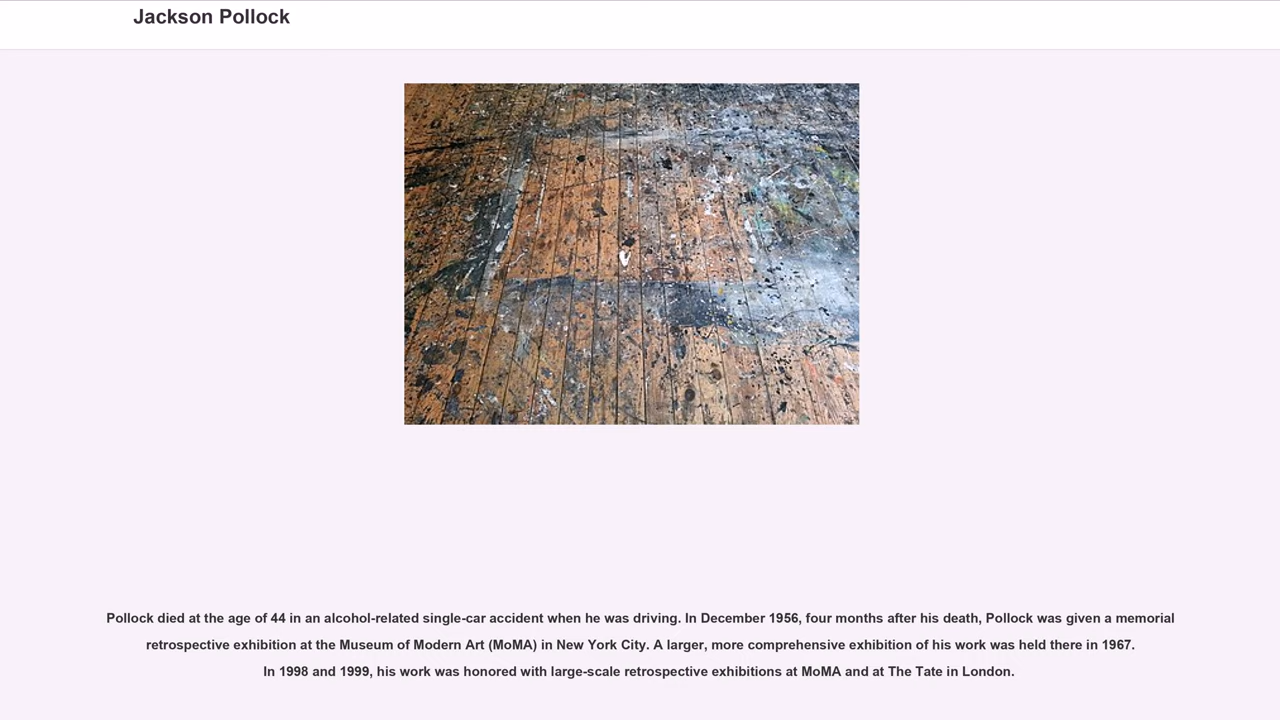 Jackson Pollock
Pollock died at the age of 44 in an alcohol-related single-car accident when he was driving. In December 1956, four months after his death, Pollock was given a memorial
retrospective exhibition at the Museum of Modern Art (MoMA) in New York City. A larger, more comprehensive exhibition of his work was held there in 1967.
In 1998 and 1999, his work was honored with large-scale retrospective exhibitions at MoMA and at The Tate in London.